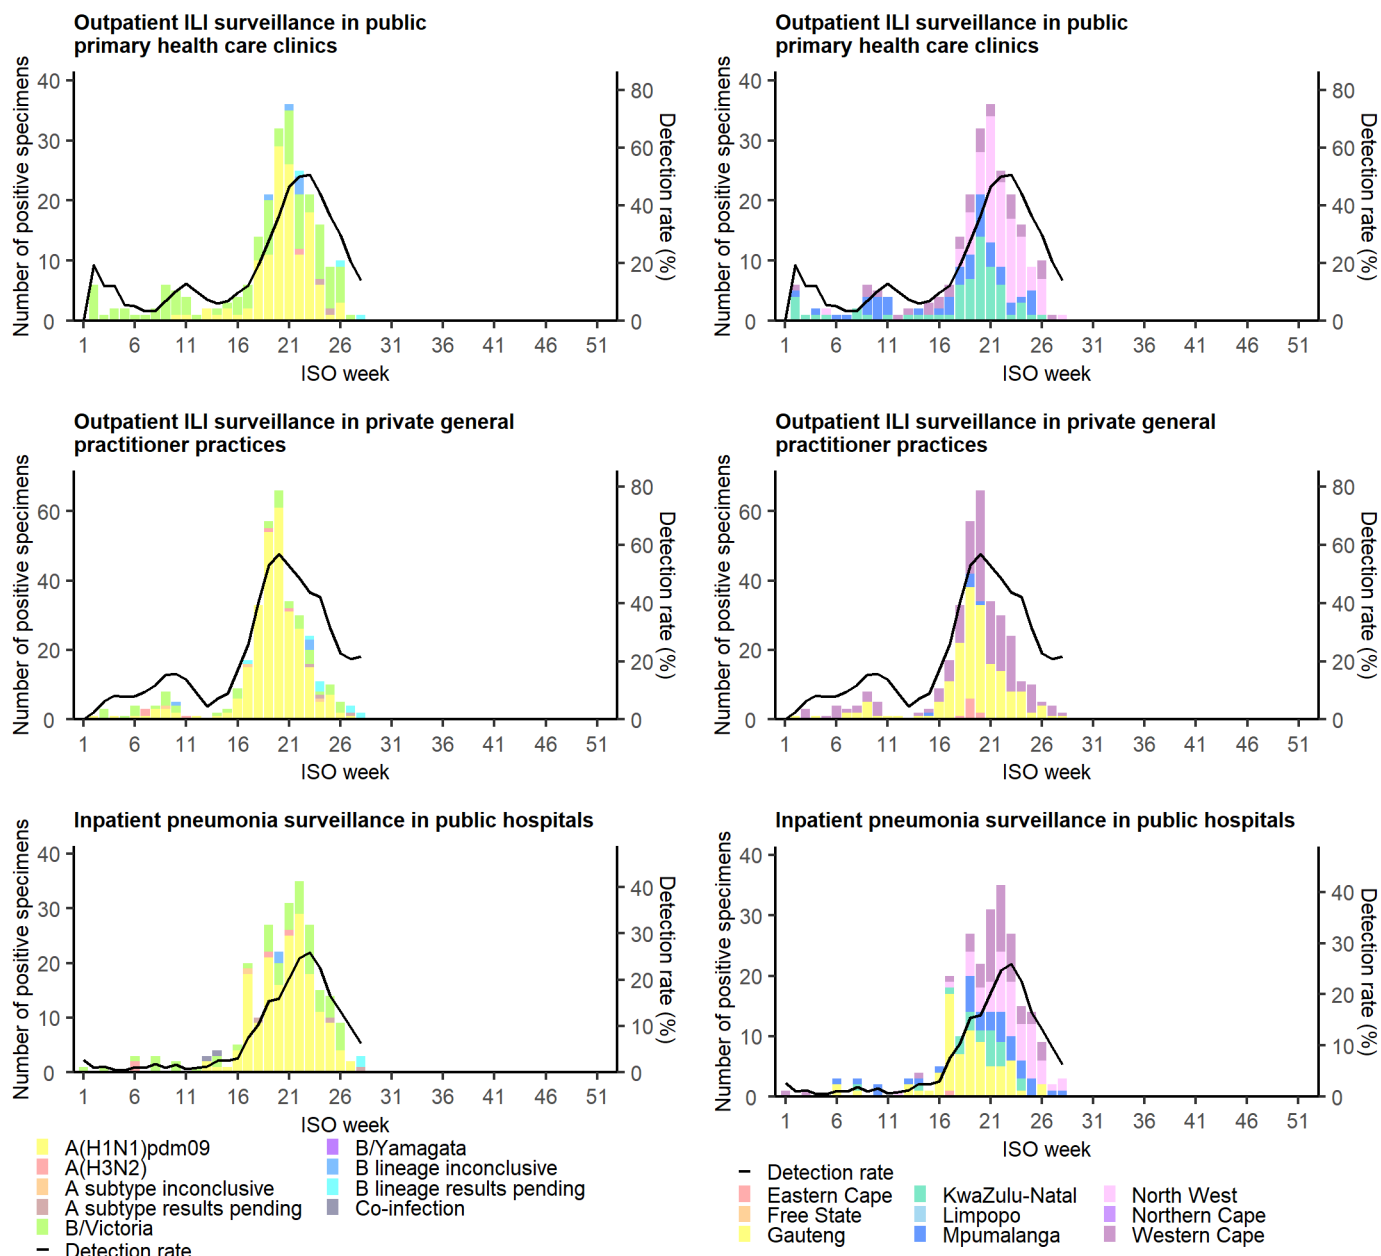 Outpatient ILI surveillance in public
primary health care clinics
Number of positive specimens
40
30
20
10
0
80
60
40
20
0
Detection rate (%)
1 6 11 16 21 26 31 36 41 46 51
ISO week
Outpatient ILI surveillance in public
primary health care clinics
Number of positive specimens
40
30
20
10
0
80
60
40
20
0
Detection rate (%)
1 6 11 16 21 26 31 36 41 46 51
ISO week
Outpatient ILI surveillance in private general
practitioner practices
Number of positive specimens
60
40
20
0
80
60
40
20
0
Detection rate (%)
1 6 11 16 21 26 31 36 41 46 51
ISO week
Outpatient ILI surveillance in private general
practitioner practices
Number of positive specimens
60
40
20
0
80
60
40
20
0
Detection rate (%)
1 6 11 16 21 26 31 36 41 46 51
ISO week
Inpatient pneumonia surveillance in public hospitals
Number of positive specimens
40
30
20
10
0
40
30
20
10
0
Detection rate (%)
1 6 11 16 21 26 31 36 41 46 51
ISO week
A(H1N1)pdm09
A(H3N2)
A subtype inconclusive
A subtype results pending
B/Victoria
Detection rate
B/Yamagata
B lineage inconclusive
B lineage results pending
Co-infection
Inpatient pneumonia surveillance in public hospitals
Number of positive specimens
40
30
20
10
0
40
30
20
10
0
Detection rate (%)
1 6 11 16 21 26 31 36 41 46 51
ISO week
Detection rate
Eastern Cape
Free State
Gauteng
KwaZulu-Natal
Limpopo
Mpumalanga
North West
Northern Cape
Western Cape